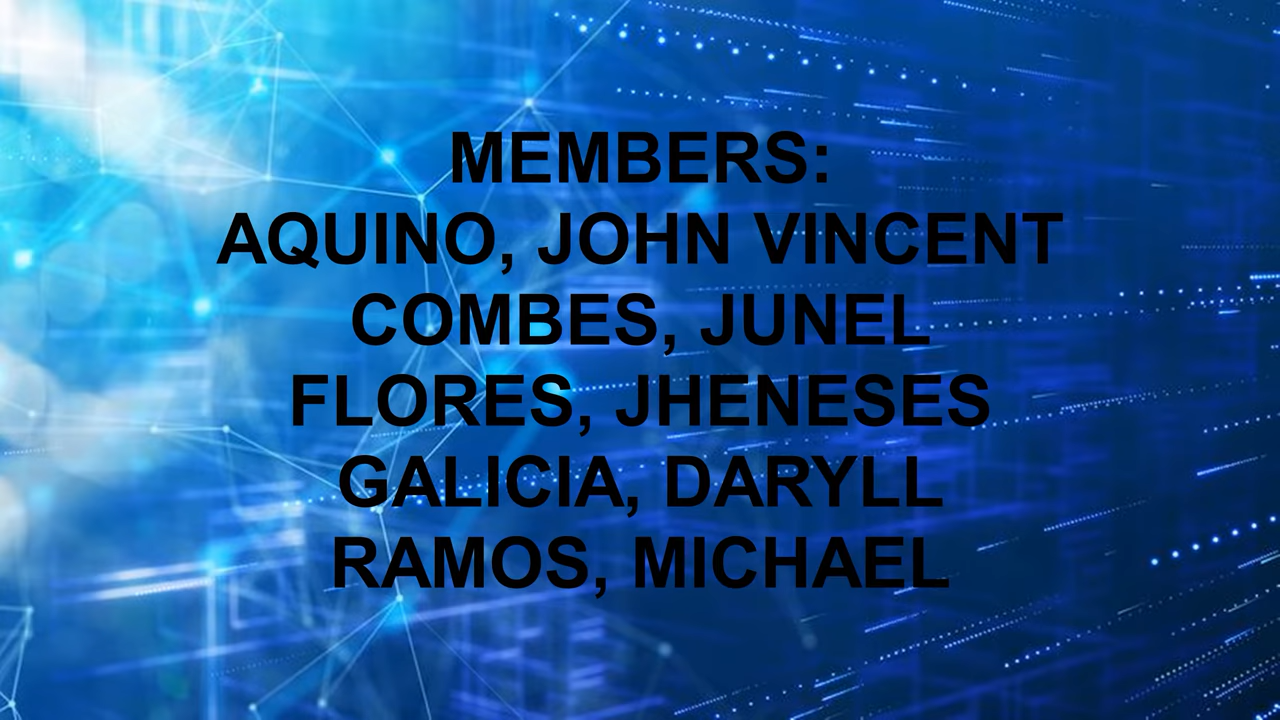 MEMBERS:
AQUINO, JOHN VINCENT
COMBES, JUNEL
FLORES, JHENESES
GALICIA, DARYLL
RAMOS, MICHAEL